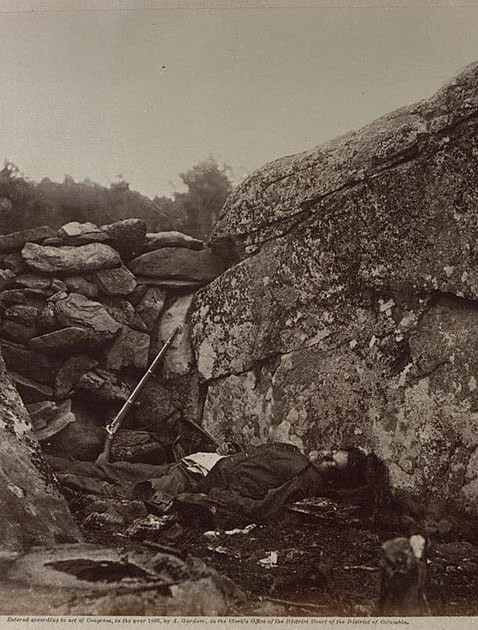 Entered according to act of Congress, in the year 1865, by A. Gardner, in the Clerk's Office of the District Court of the District of Columbia.